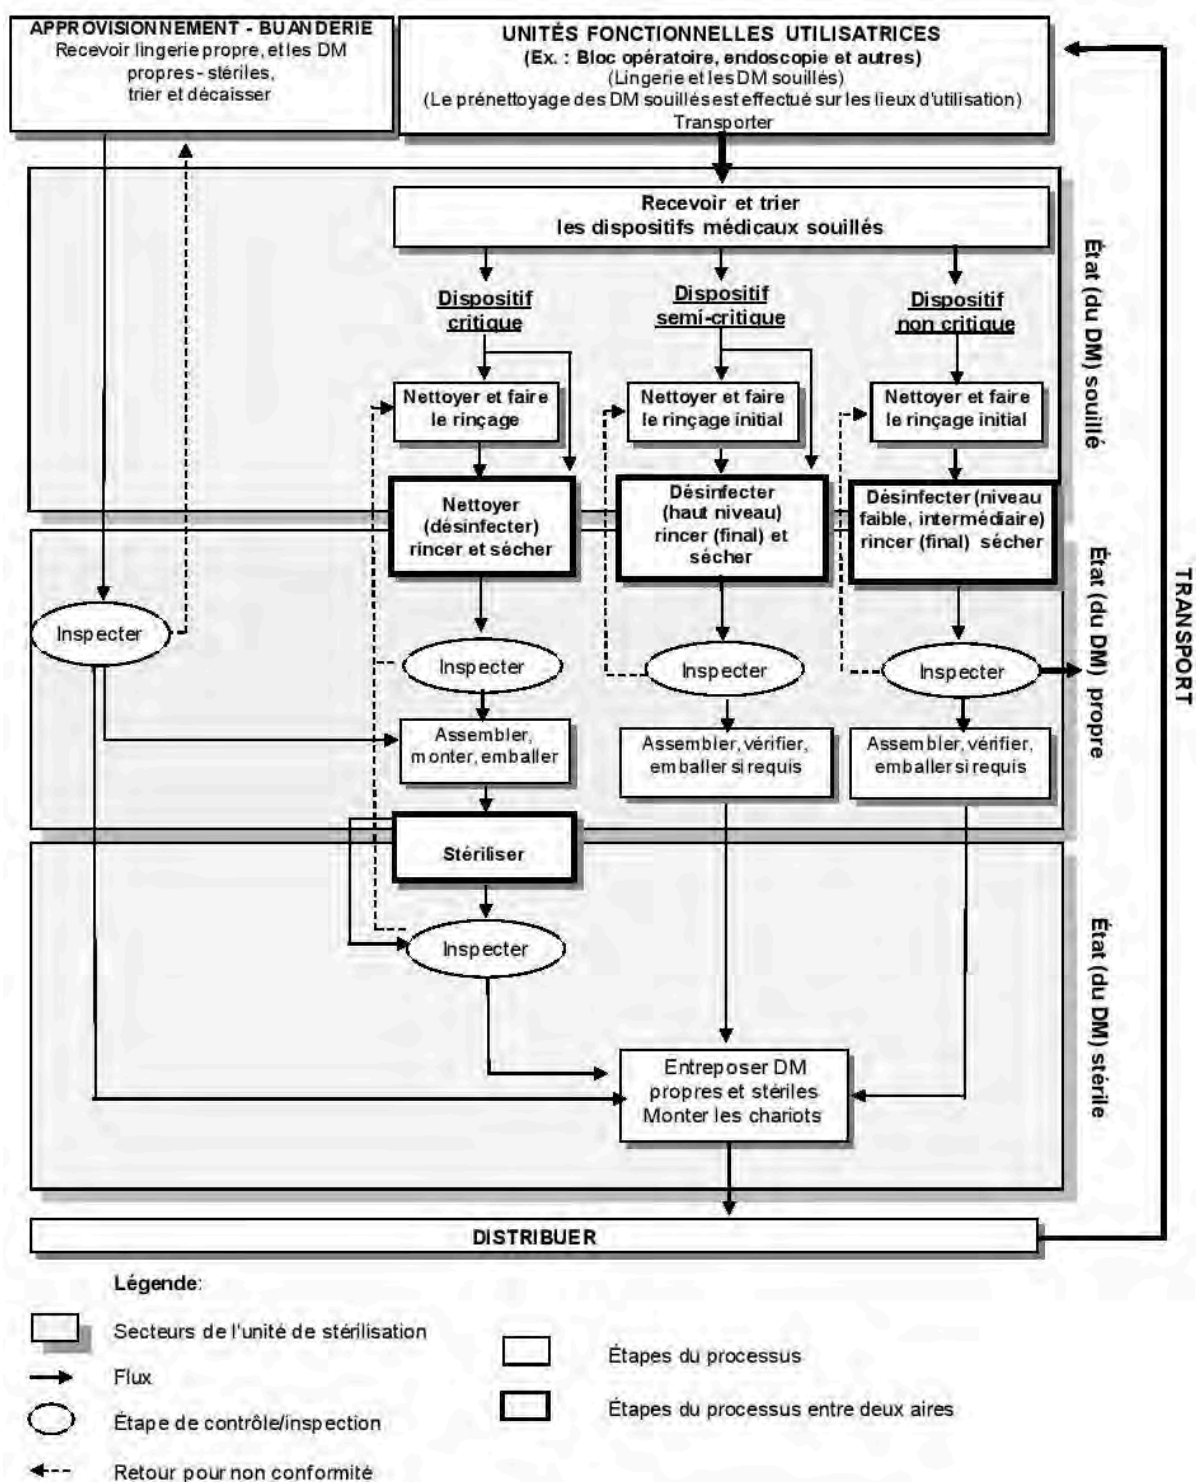 APPROVISIONNEMENT - BUANDERIE
Recevoir lingerie propre, et les DM
propres - stériles,
trier et décaisser
UNITÉS FONCTIONNELLES UTILISATRICES
(Ex. : Bloc opératoire, endoscopie et autres)
(Lingerie et les DM souillés)
(Le prénettoyage des DM souillés est effectué sur les lieux d'utilisation)
Transporter
Recevoir et trier
les dispositifs médicaux souillés
Dispositif
critique
Dispositif
semi-critique
Dispositif
non critique
Nettoyer et faire
le rinçage
Nettoyer et faire
le rinçage initial
Nettoyer et faire
le rinçage initial
État (du DM) souillé
Nettoyer
(désinfecter)
rincer et sécher
Désinfecter
(haut niveau)
rincer (final) et
sécher
Désinfecter (niveau
faible, intermédiaire)
rincer (final) sécher
Inspecter
Inspecter
Inspecter
Inspecter
État (du DM) propre
TRANSPORT
Assembler,
monter, emballer
Assembler, vérifier,
emballer si requis
Assembler, vérifier,
emballer si requis
Stériliser
Inspecter
État (du DM) stérile
Entreposer DM
propres et stériles
Monter les chariots
DISTRIBUER
Légende:
Secteurs de l'unité de stérilisation
Flux
Étape de contrôle/inspection
Retour pour non conformité
Étapes du processus
Étapes du processus entre deux aires